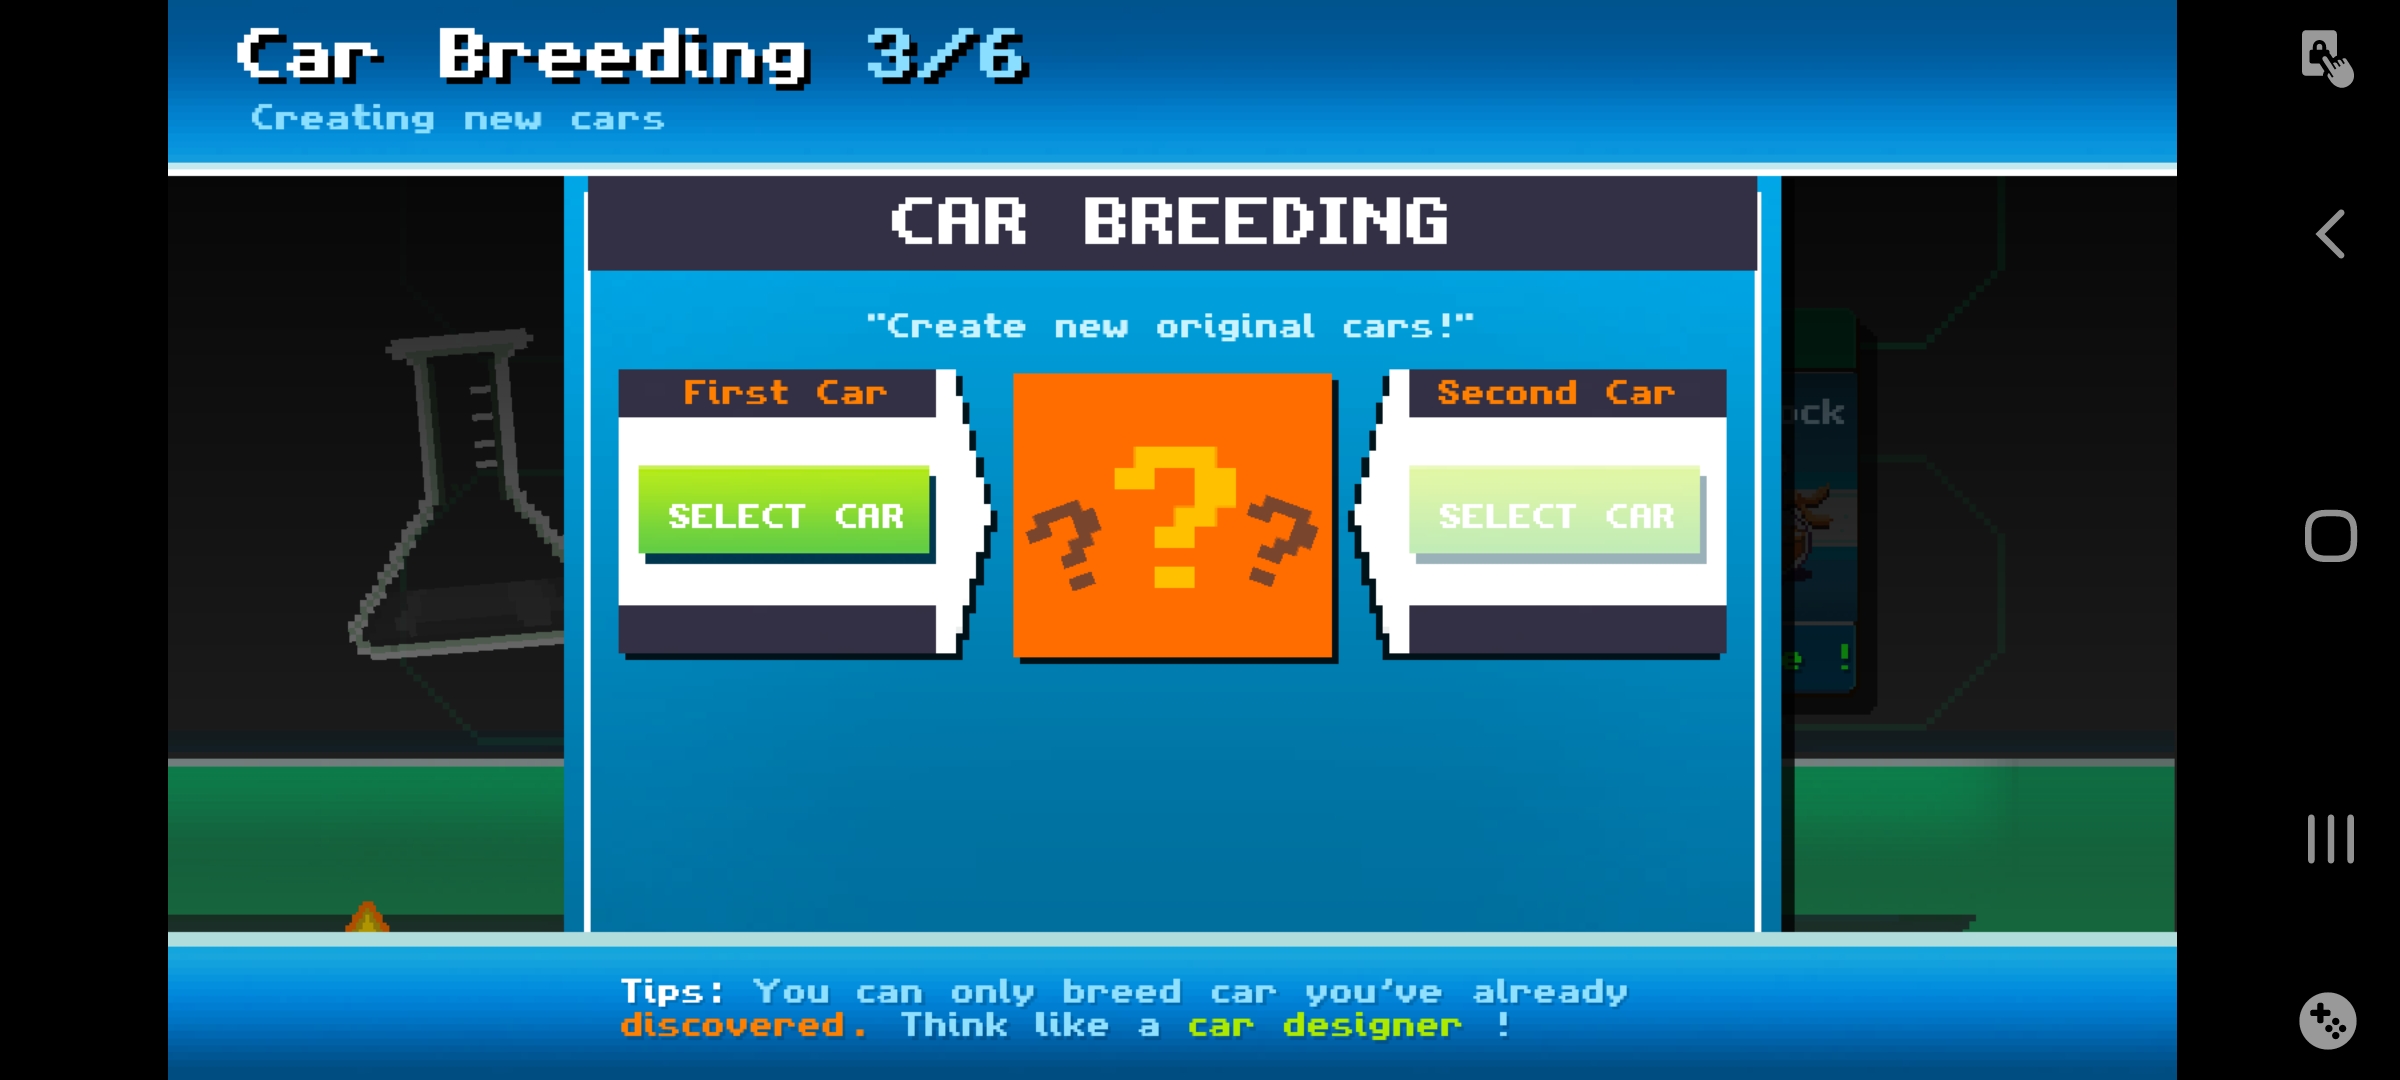 Car Breeding 3/6
Creating new cars
CAR BREEDING
"Create new original cars!"
First Car
Second Car
SELECT CAR
SELECT CAR
Tips: You can only breed car you've already
discovered. Think like a car designer !